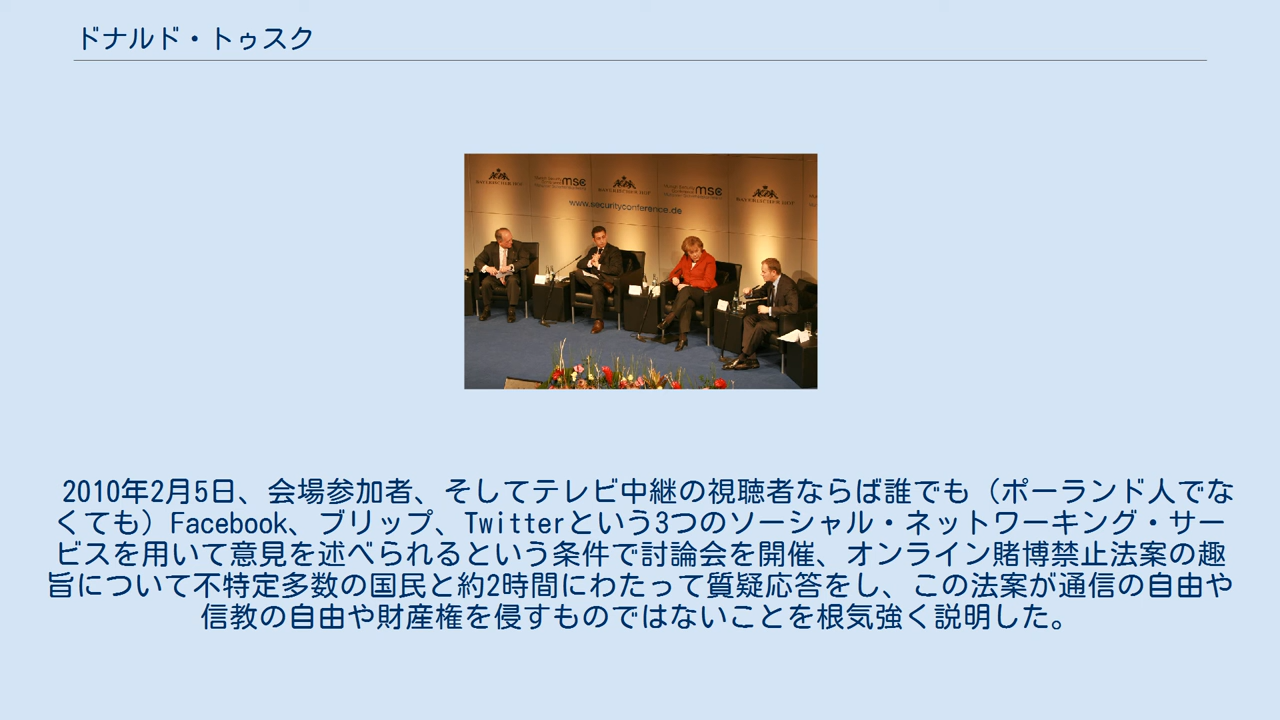 ドナルド・トゥスク
msc
msc
www.securityconference.de
2010年2月5日、会場参加者、そしてテレビ中継の視聴者ならば誰でも（ポーランド人でな
くても）Facebook、ブリップ、Twitterという3つのソーシャル・ネットワーキング・サー
ビスを用いて意見を述べられるという条件で討論会を開催、オンライン賭博禁止法案の趣
旨について不特定多数の国民と約2時間にわたって質疑応答をし、この法案が通信の自由や
信教の自由や財産権を侵すものではないことを根気強く説明した。